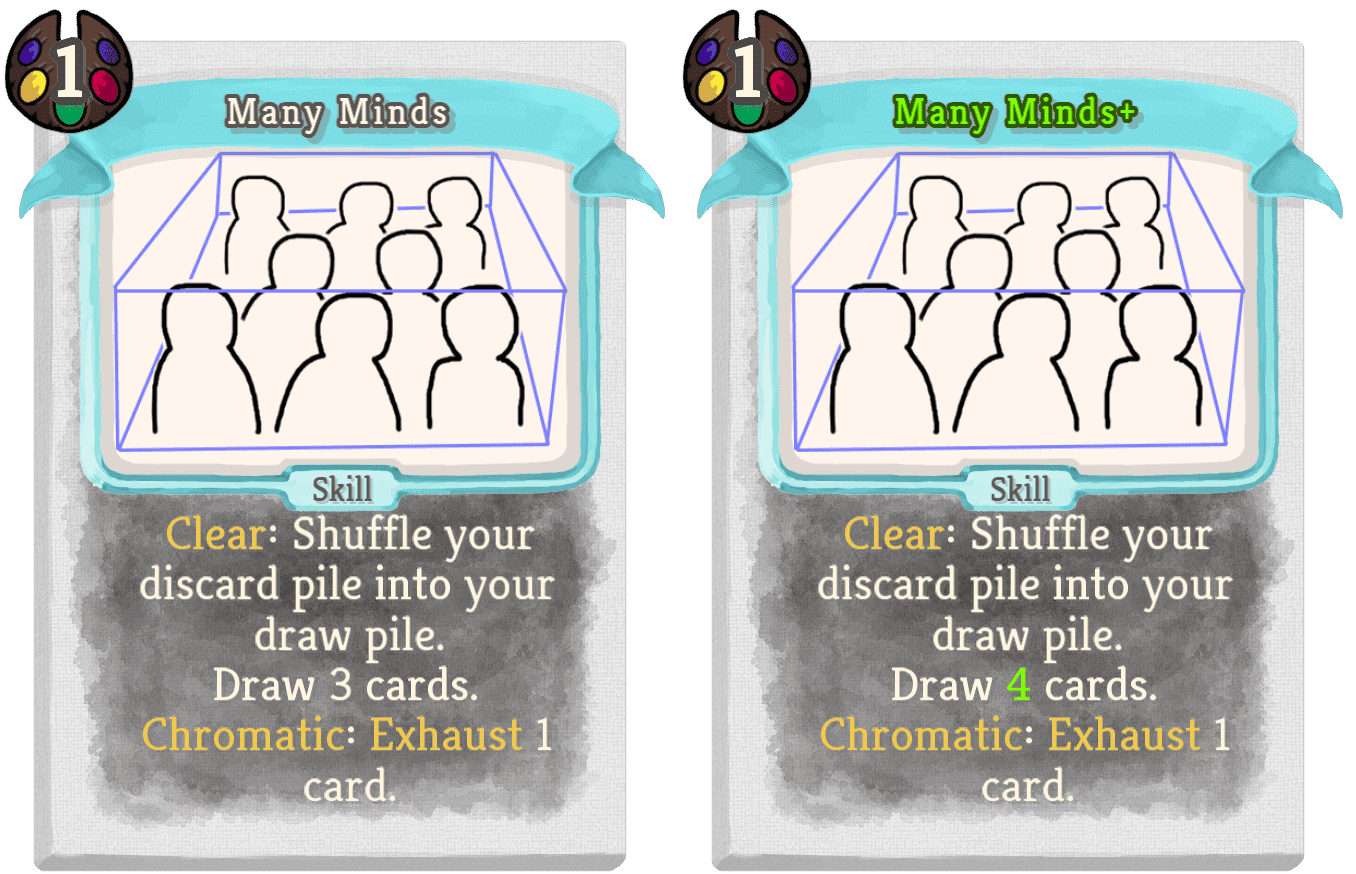 1
Many Minds
Skill
Clear: Shuffle your
discard pile into your
draw pile.
Draw 3 cards.
Chromatic: Exhaust 1
card.
1
Many Minds+
Skill
Clear: Shuffle your
discard pile into your
draw pile.
Draw 4 cards.
Chromatic: Exhaust 1
card.